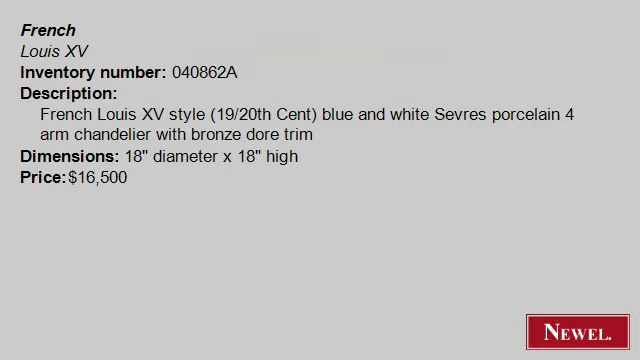 French
Louis XV
Inventory number: 040862A
Description:
French Louis XV style (19/20th Cent) blue and white Sevres porcelain 4
arm chandelier with bronze dore trim
Dimensions: 18" diameter x 18" high
Price:$16,500
NEWEL.